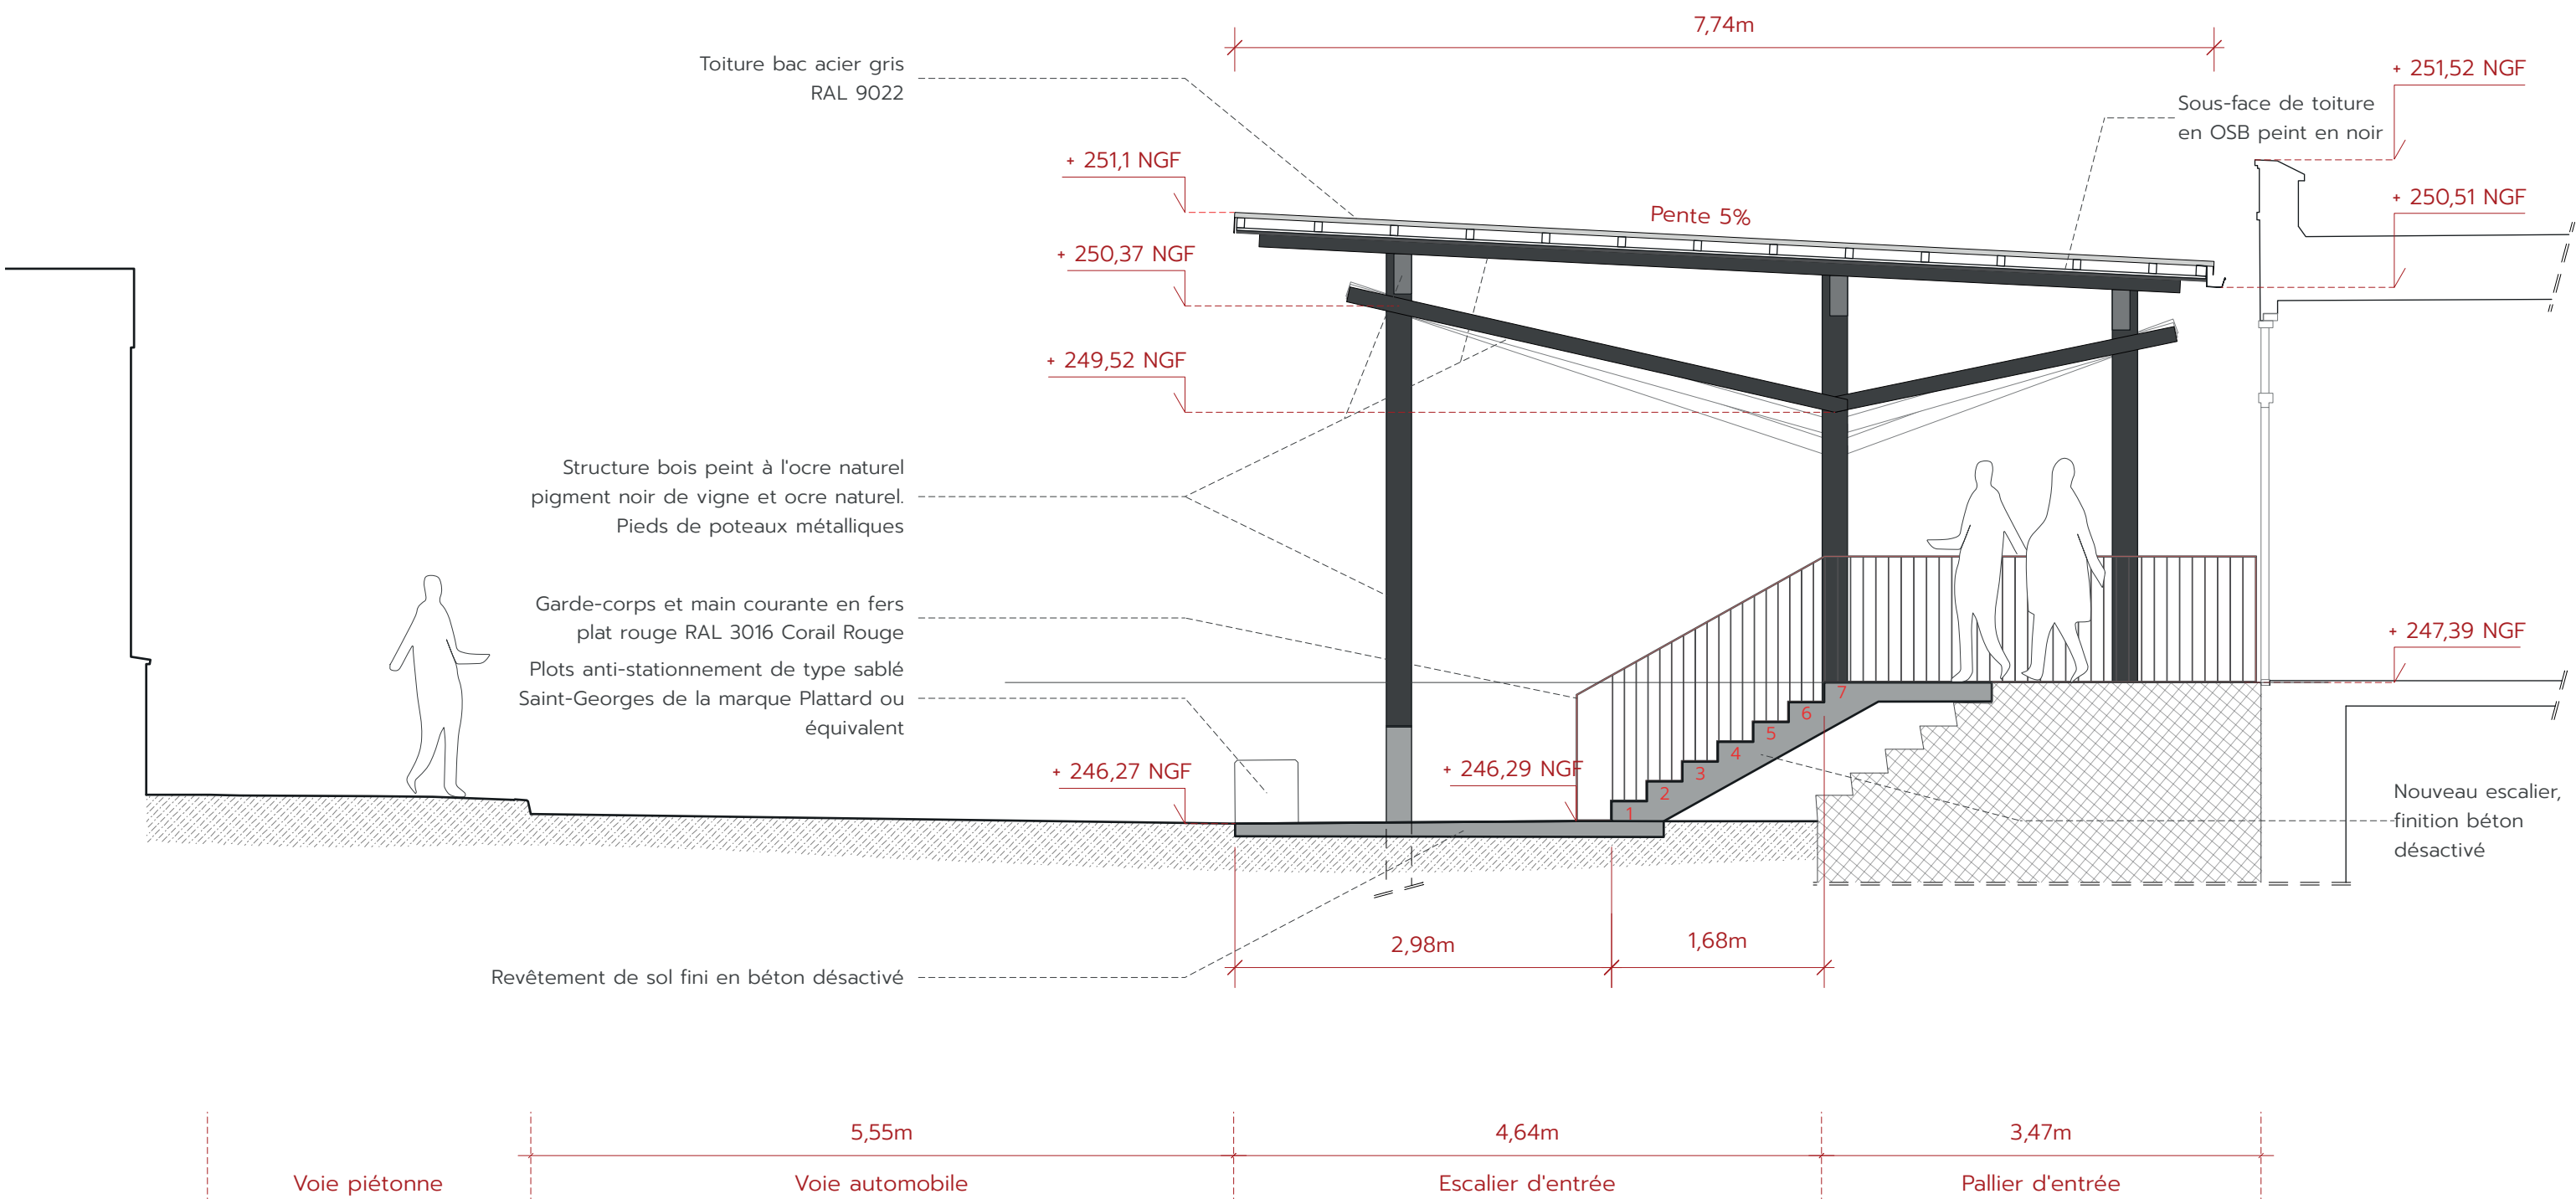 7,74m
Toiture bac acier gris
RAL 9022
+ 251,52 NGF
Sous-face de toiture
en OSB peint en noir
+ 251,1 NGF
+ 250,51 NGF
Pente 5%
+ 250,37 NGF
+ 249,52 NGF
Structure bois peint à l'ocre naturel
pigment noir de vigne et ocre naturel.
Pieds de poteaux métalliques
Garde-corps et main courante en fers
plat rouge RAL 3016 Corail Rouge
+ 247,39 NGF
Plots anti-stationnement de type sablé
Saint-Georges de la marque Plattard ou
équivalent
7
6
5
4
3
2
1
+ 246,27 NGF
+ 246,29 NGF
Nouveau escalier,
finition béton
désactivé
2,98m
1,68m
Revêtement de sol fini en béton désactivé
5,55m
4,64m
3,47m
Voie piétonne
Voie automobile
Escalier d'entrée
Pallier d'entrée